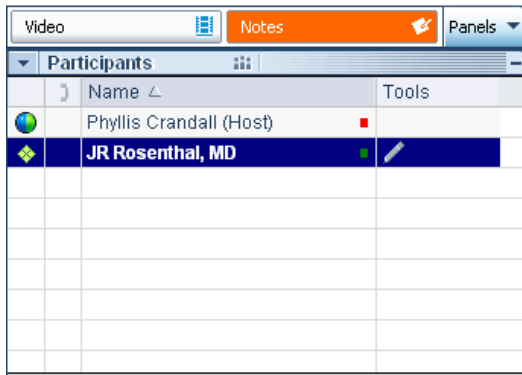 Video Notes Panels
Participants
Name Tools
Phyllis Crandall (Host)
JR Rosenthal, MD